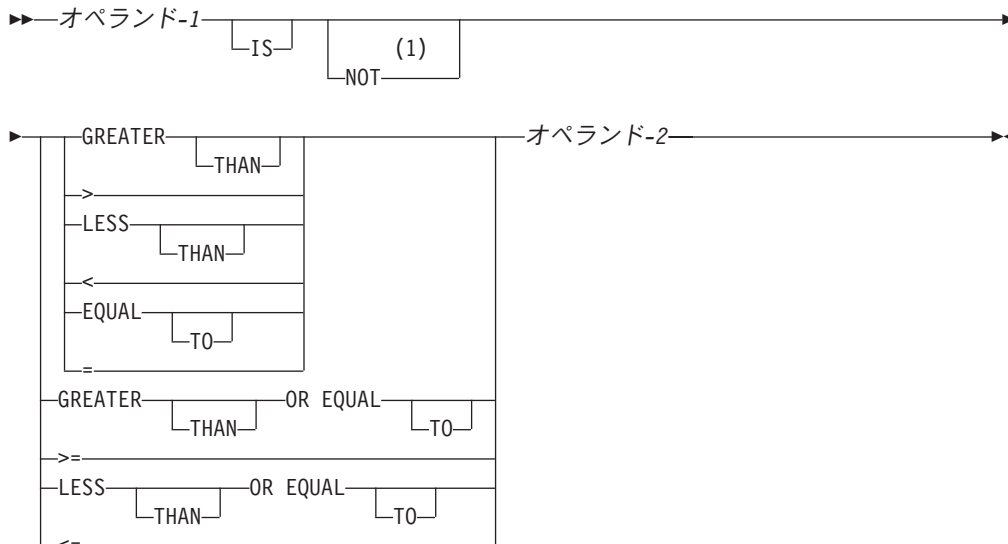 オペランド-1 IS (1) NOT
GREATER THAN オペランド-2
>
LESS THAN
<
EQUAL TO
=
GREATER THAN OR EQUAL TO
>=
LESS THAN OR EQUAL TO
<=